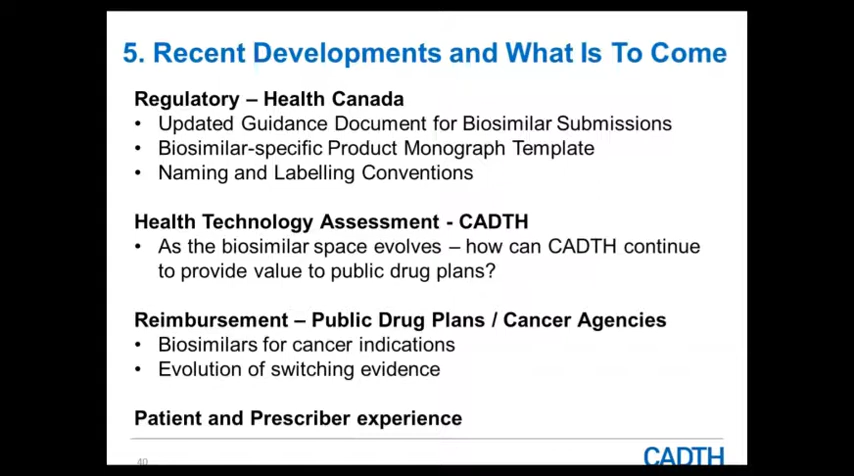 5. Recent Developments and What Is To Come
Regulatory – Health Canada
• Updated Guidance Document for Biosimilar Submissions
• Biosimilar-specific Product Monograph Template
• Naming and Labelling Conventions
Health Technology Assessment - CADTH
• As the biosimilar space evolves – how can CADTH continue
to provide value to public drug plans?
Reimbursement – Public Drug Plans / Cancer Agencies
• Biosimilars for cancer indications
• Evolution of switching evidence
Patient and Prescriber experience
40
CADTH